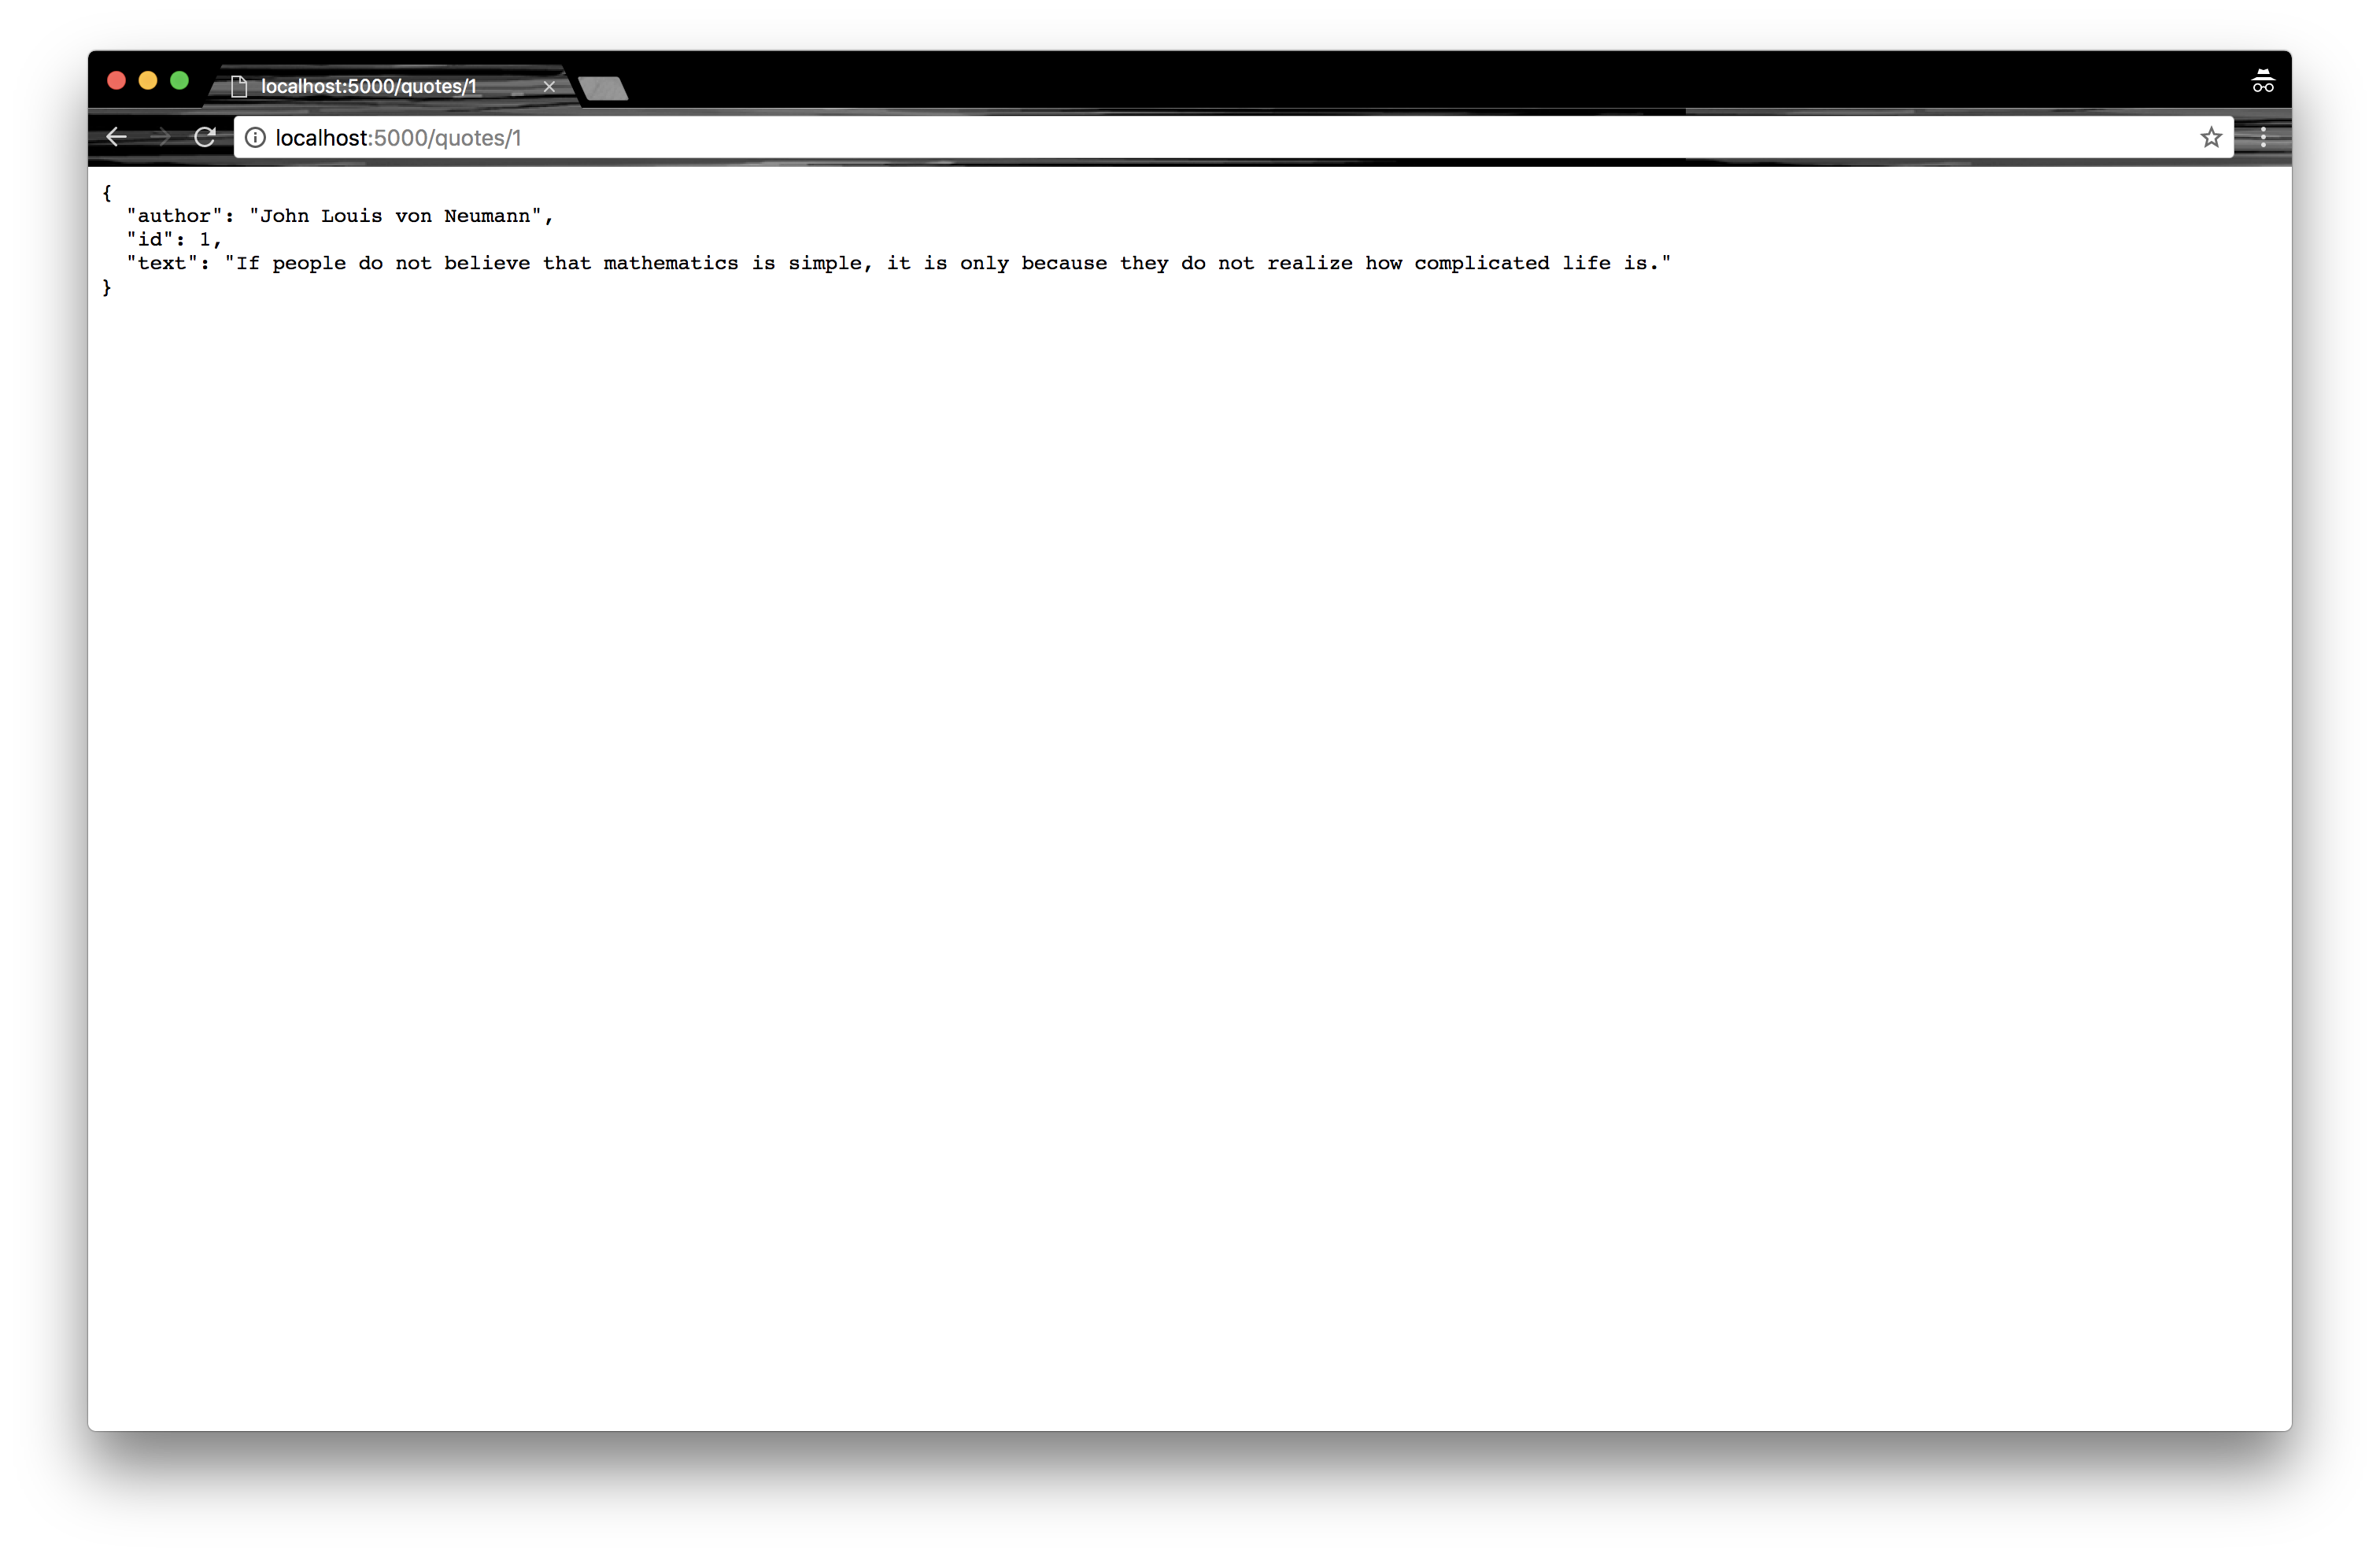 localhost:5000/quotes/1
localhost:5000/quotes/1
{
"author": "John Louis von Neumann",
"id": 1,
"text": "If people do not believe that mathematics is simple, it is only because they do not realize how complicated life is."
}